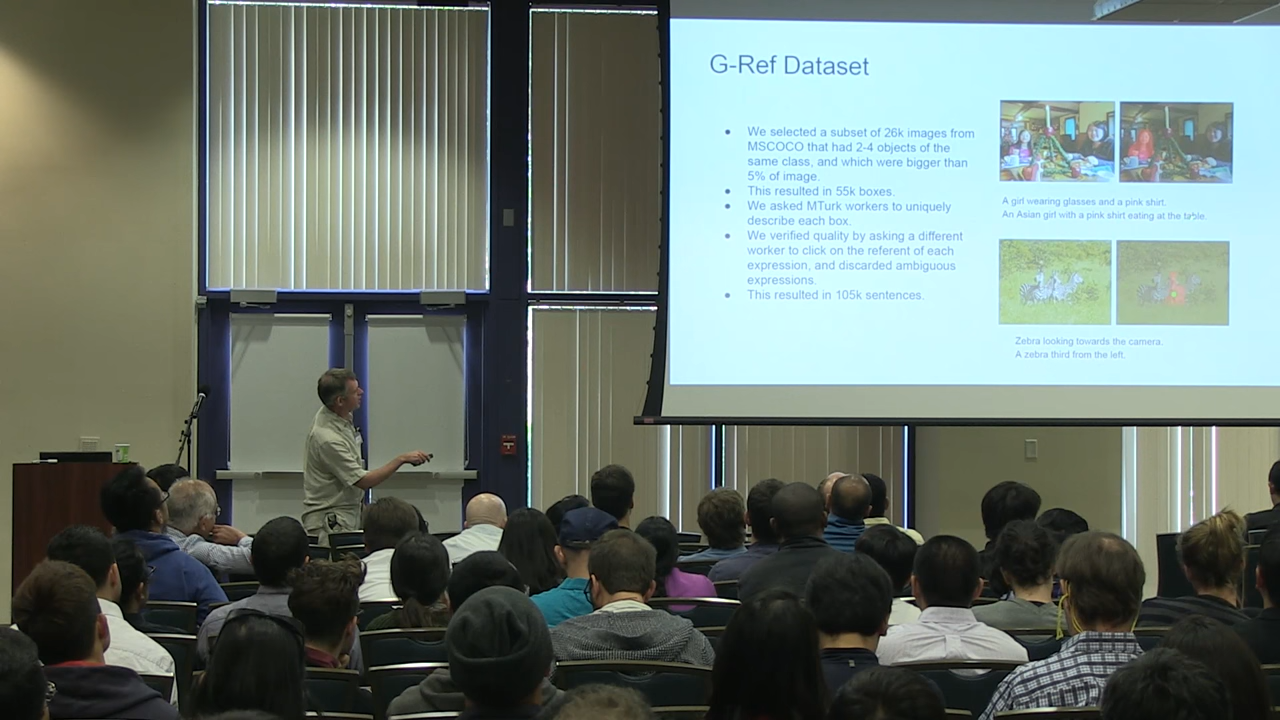 G-Ref Dataset
We selected a subset of 26k images from
MSCOCO that had 2-4 objects of the
same class, and which were bigger than
5% of image.
This resulted in 55k boxes.
We asked MTurk workers to uniquely
describe each box.
We verified quality by asking a different
worker to click on the referent of each
expression, and discarded ambiguous
expressions.
This resulted in 105k sentences.
A girl wearing glasses and a pink shirt.
An Asian girl with a pink shirt eating at the table.
Zebra looking towards the camera.
A zebra third from the left.